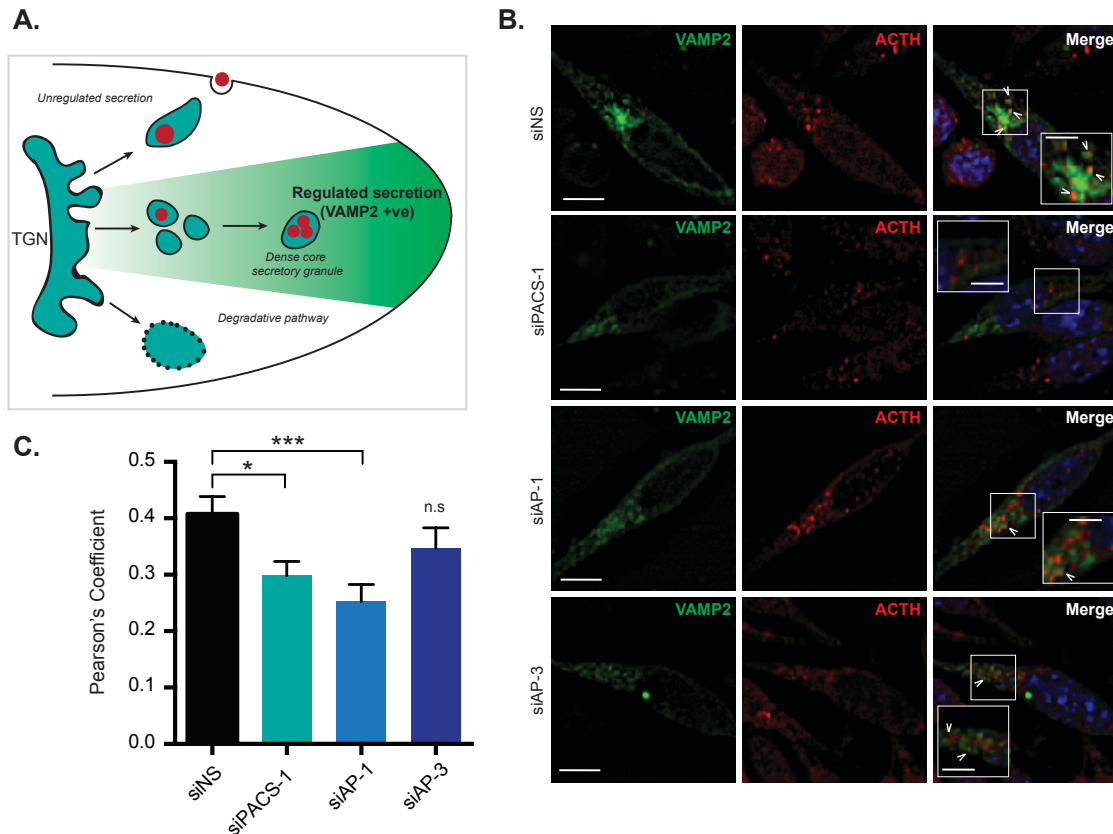 A.
Unregulated secretion
TGN
Regulated secretion
(VAMP2 +ve)
Dense core
secretory granule
Degradative pathway
B.
VAMP2
ACTH
Merge
siNS
VAMP2
ACTH
Merge
siPACS-1
VAMP2
ACTH
Merge
siAP-1
VAMP2
ACTH
Merge
siAP-3
C.
***
*
n.s
0.5
0.4
0.3
0.2
0.1
0.0
Pearson's Coefficient
siNS
siPACS-1
siAP-1
siAP-3